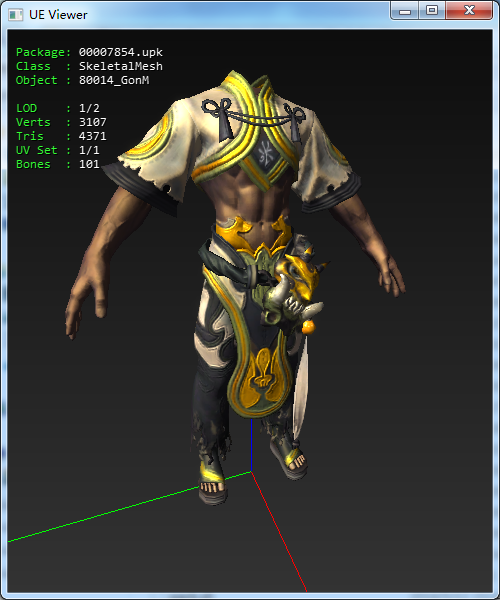 UE Viewer
Package: 00007854.upk
Class : SkeletalMesh
Object : 80014_GonM
LOD : 1/2
Verts : 3107
Tris : 4371
UV Set : 1/1
Bones : 101